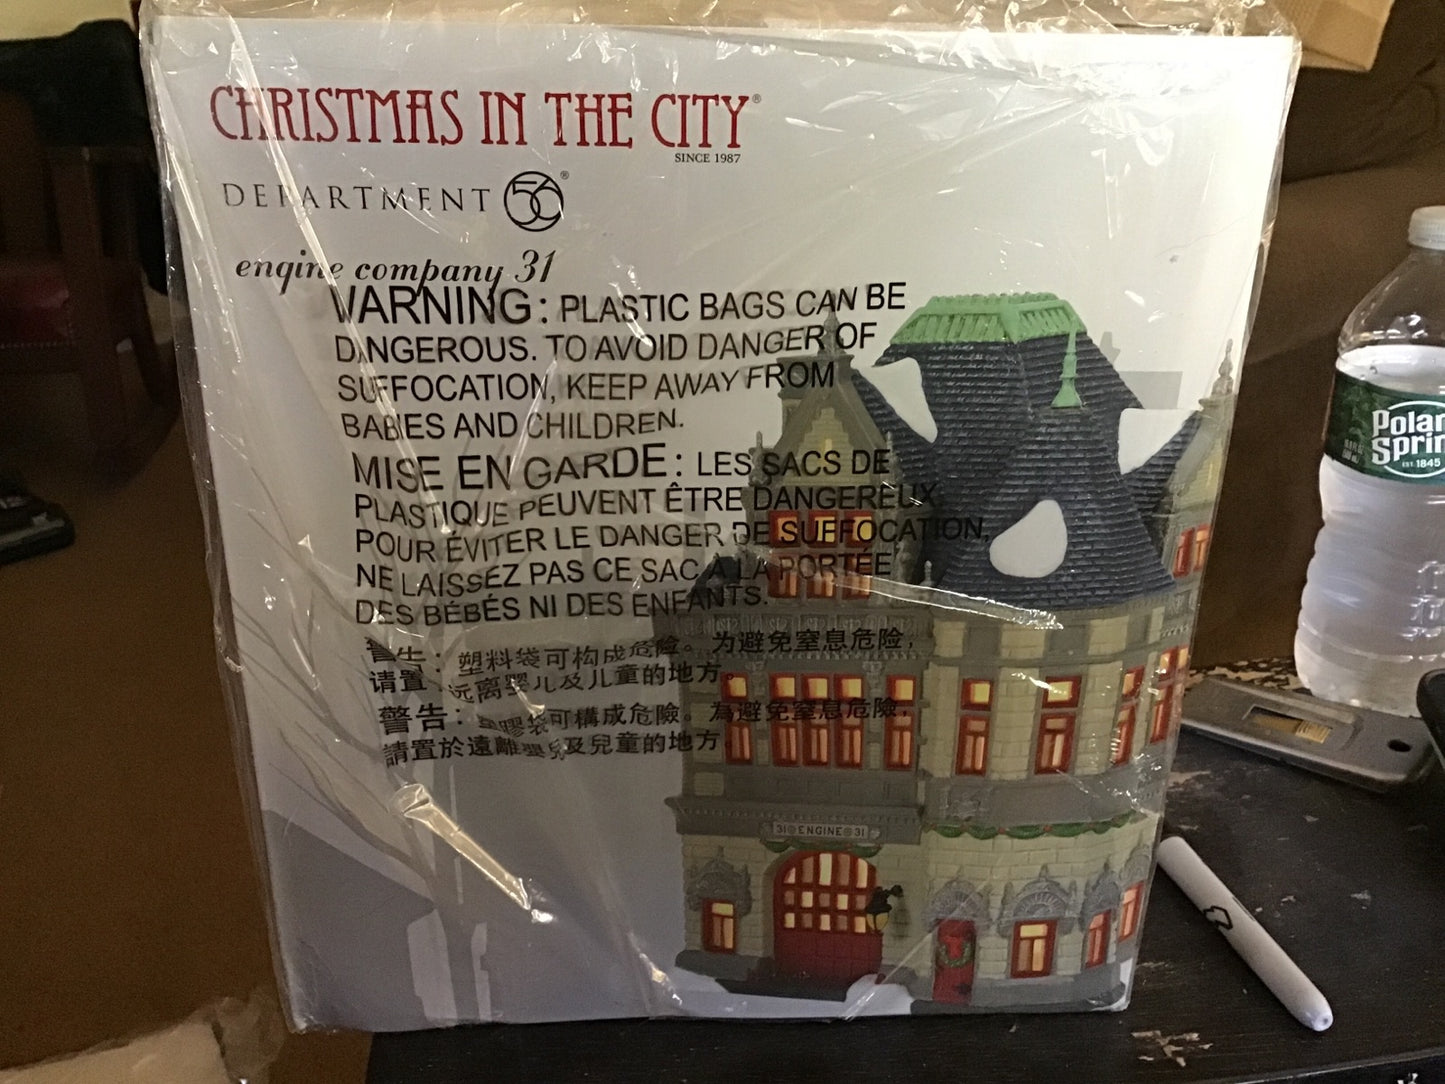 CHRISTMAS IN THE CITY®
SINCE 1987
DEPARTMENT 56®
engine company 31
WARNING: PLASTIC BAGS CAN BE
DANGEROUS. TO AVOID DANGER OF
SUFFOCATION, KEEP AWAY FROM
BABIES AND CHILDREN.
MISE EN GARDE: LES SACS DE
PLASTIQUE PEUVENT ÊTRE DANGEREUX.
POUR ÉVITER LE DANGER DE SUFFOCATION,
NE LAISSEZ PAS CE SAC À LA PORTÉE
DES BÉBÉS NI DES ENFANTS.
警告：塑料袋可构成危险。为避免窒息危险，
请置 远离婴儿及儿童的地方。
警告：塑膠袋可構成危險。為避免窒息危險，
請置於遠離嬰兒及兒童的地方
31 ENGINE 31
Polan
Sprin
EST. 1845